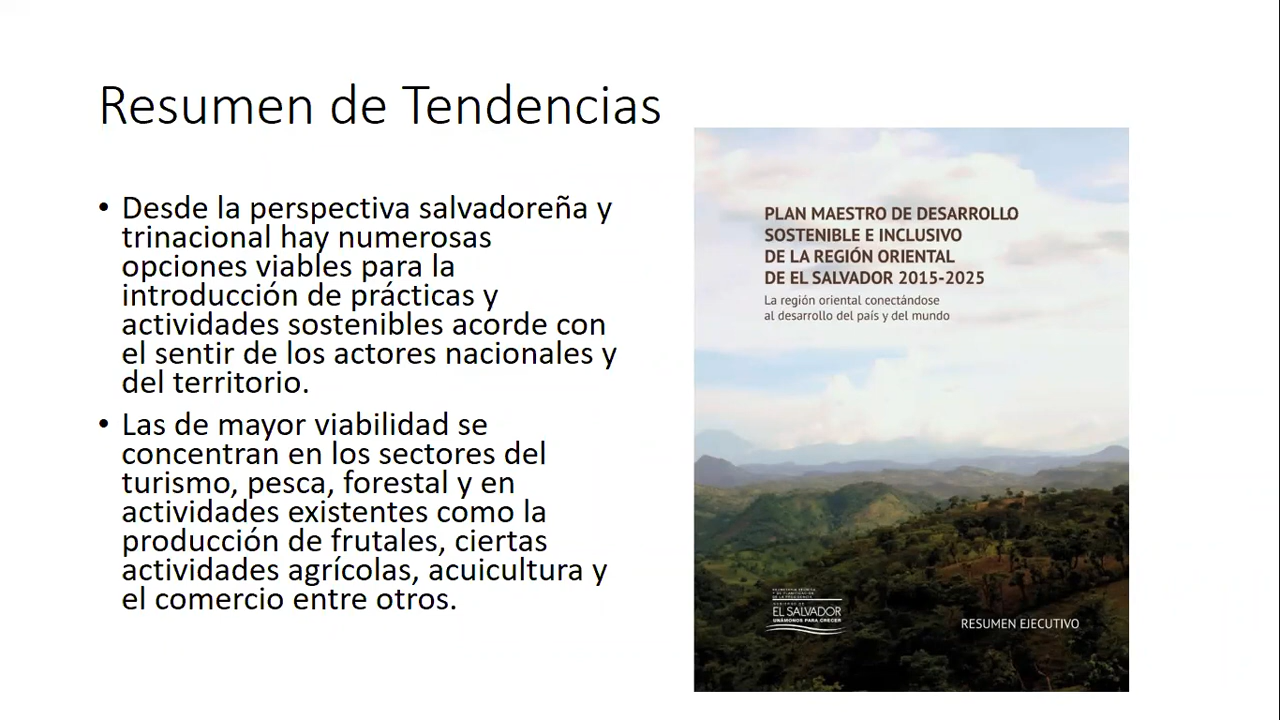 Resumen de Tendencias
• Desde la perspectiva salvadoreña y
trinacional hay numerosas
opciones viables para la
introducción de prácticas y
actividades sostenibles acorde con
el sentir de los actores nacionales y
del territorio.
• Las de mayor viabilidad se
concentran en los sectores del
turismo, pesca, forestal y en
actividades existentes como la
producción de frutales, ciertas
actividades agrícolas, acuicultura y
el comercio entre otros.
PLAN MAESTRO DE DESARROLLO
SOSTENIBLE E INCLUSIVO
DE LA REGIÓN ORIENTAL
DE EL SALVADOR 2015-2025
La región oriental conectándose
al desarrollo del país y del mundo
EL SALVADOR
UNÁMONOS PARA CRECER
RESUMEN EJECUTIVO